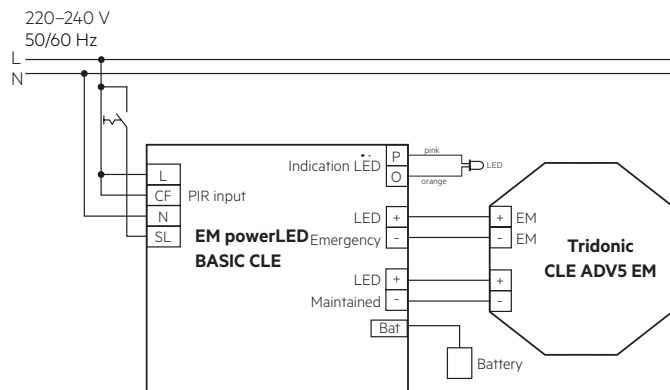 220–240 V
50/60 Hz
L
N
P
pink
Indication LED
LED
O
orange
L
CF
PIR input
N
SL
EM powerLED
BASIC CLE
LED
+
+
EM
Emergency
-
-
EM
Tridonic
CLE ADV5 EM
LED
+
+
Maintained
-
-
Bat
Battery